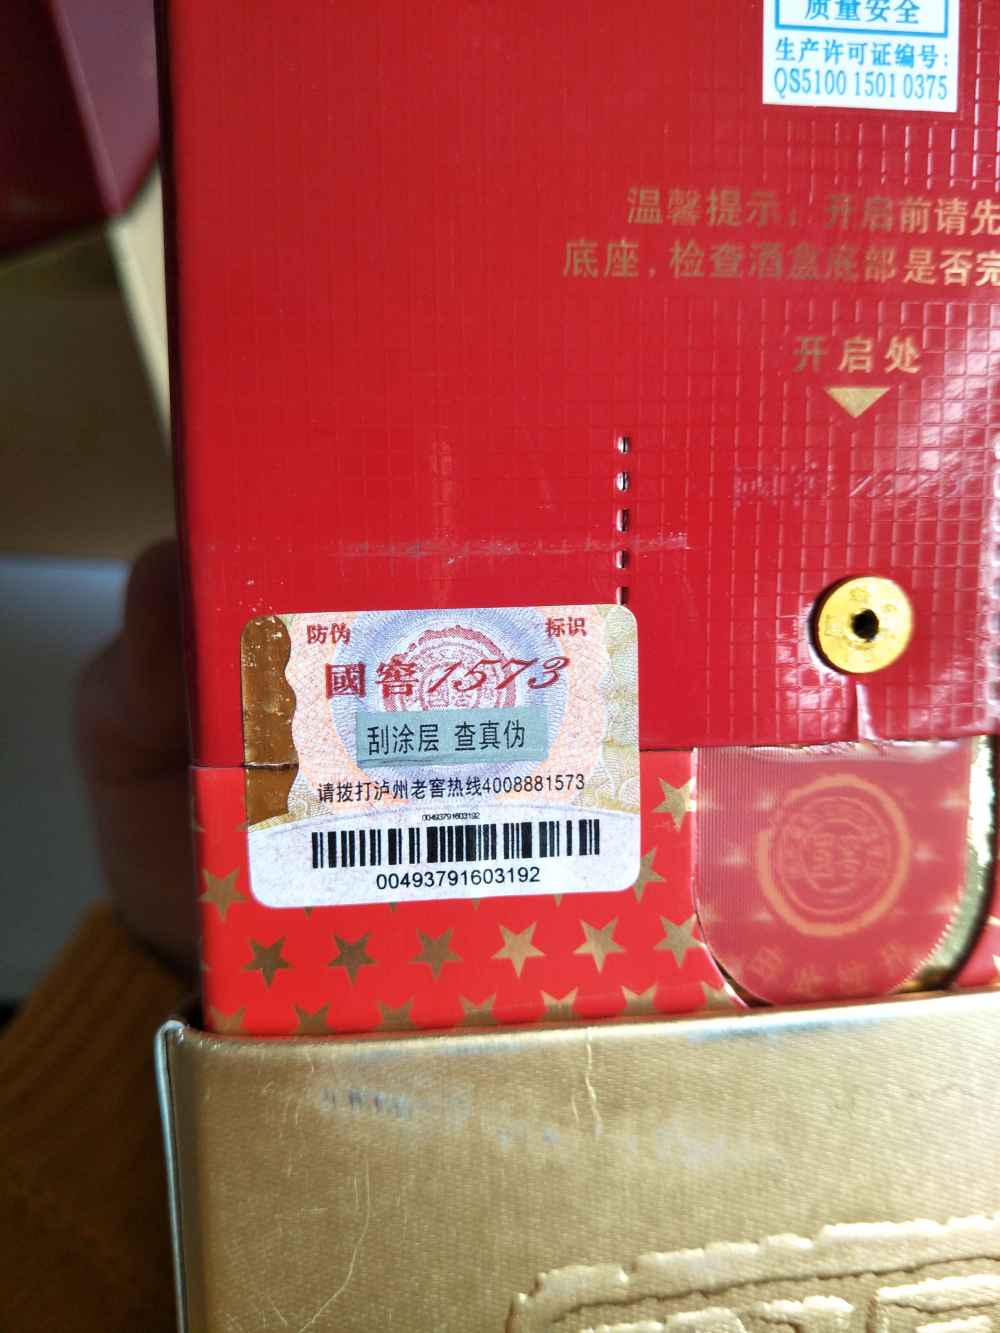 质量安全
生产许可证编号:
QS5100 1501 0375
温馨提示：开启前请先
底座，检查酒盒底部是否完
开启处
防伪 标识
國窖1573
刮涂层 查真伪
请拨打泸州老窖热线4008881573
00493791603192
00493791603192